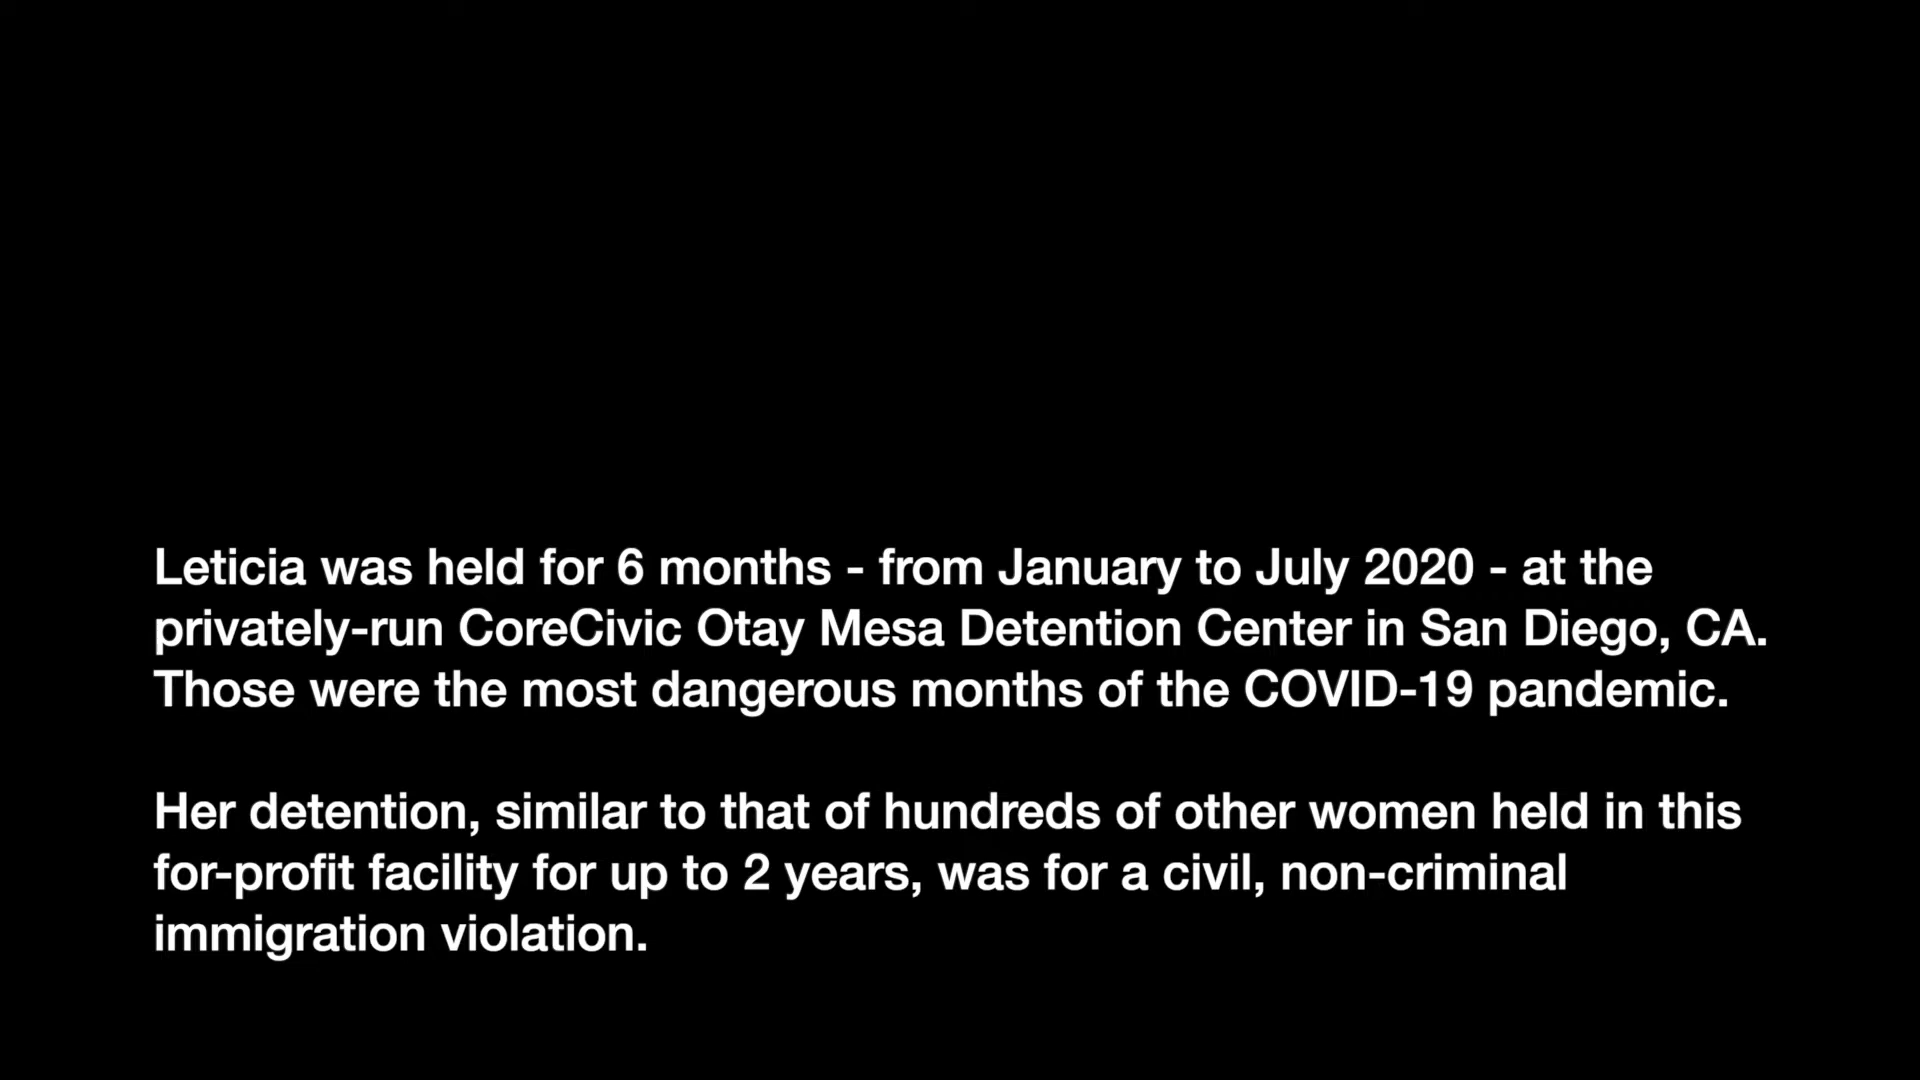 Leticia was held for 6 months - from January to July 2020 - at the
privately-run CoreCivic Otay Mesa Detention Center in San Diego, CA.
Those were the most dangerous months of the COVID-19 pandemic.
Her detention, similar to that of hundreds of other women held in this
for-profit facility for up to 2 years, was for a civil, non-criminal
immigration violation.